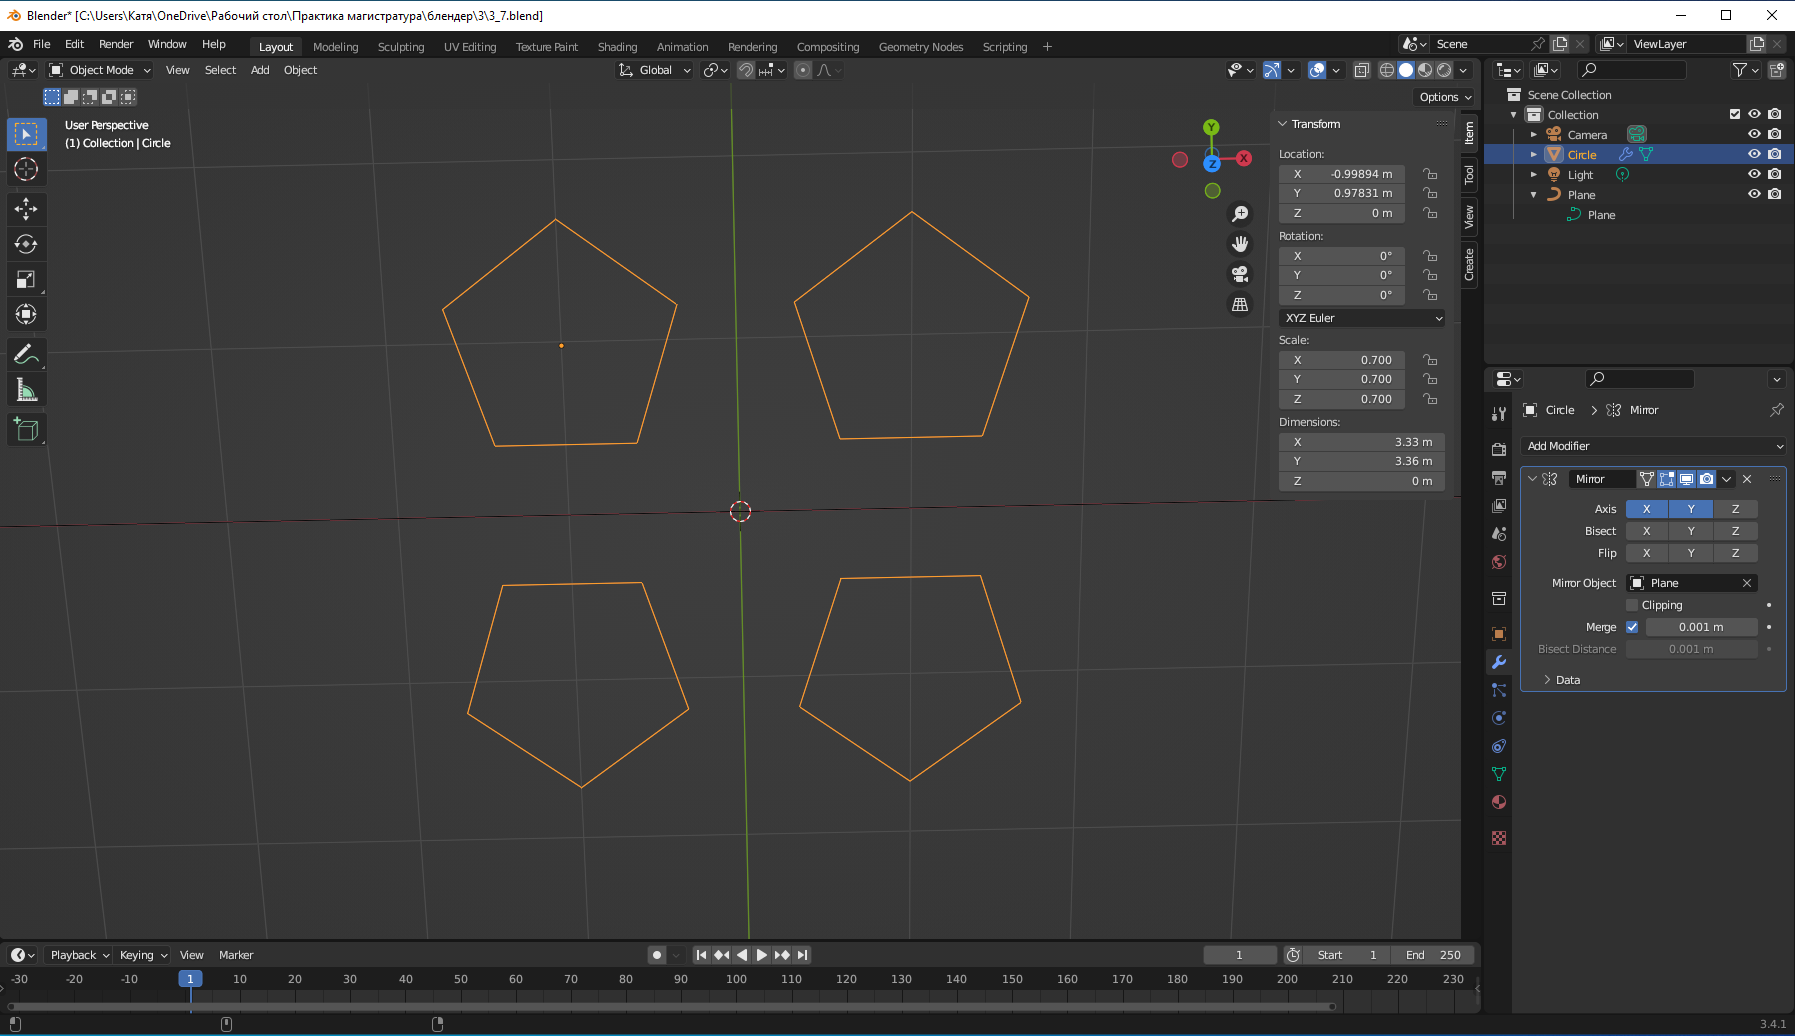 Blender* [C:\Users\Катя\OneDrive\Рабочий стол\Практика магистратура\блендер\3\3_7.blend]
File Edit Render Window Help Layout Modeling Sculpting UV Editing Texture Paint Shading Animation Rendering Compositing Geometry Nodes Scripting + Scene ViewLayer
Object Mode View Select Add Object Global
Options
User Perspective
(1) Collection | Circle
Y
X
Z
Transform
Location:
X -0.99894 m
Y 0.97831 m
Z 0 m
Rotation:
X 0°
Y 0°
Z 0°
XYZ Euler
Scale:
X 0.700
Y 0.700
Z 0.700
Dimensions:
X 3.33 m
Y 3.36 m
Z 0 m
Item
Tool
View
Create
Scene Collection
Collection
Camera
Circle
Light
Plane
Plane
Circle > Mirror
Add Modifier
Mirror
Axis X Y Z
Bisect X Y Z
Flip X Y Z
Mirror Object Plane
Clipping
Merge 0.001 m
Bisect Distance 0.001 m
Data
Playback Keying View Marker 1 Start 1 End 250
-30 -20 -10 1 10 20 30 40 50 60 70 80 90 100 110 120 130 140 150 160 170 180 190 200 210 220 230
3.4.1